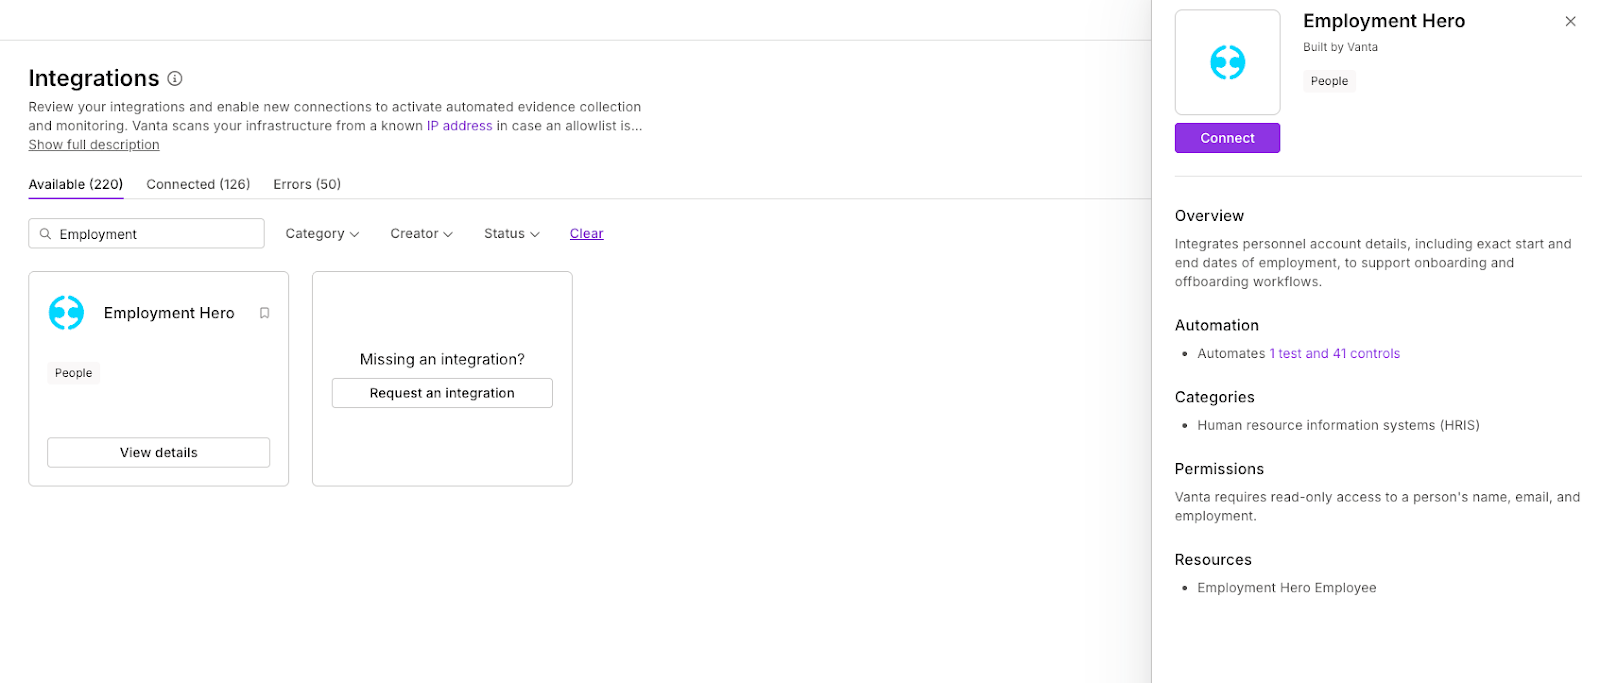 Integrations
Review your integrations and enable new connections to activate automated evidence collection
and monitoring. Vanta scans your infrastructure from a known IP address in case an allowlist is...
Show full description
Available (220) Connected (126) Errors (50)
Employment Category Creator Status Clear
Employment Hero
People
View details
Missing an integration?
Request an integration
Employment Hero
Built by Vanta
People
Connect
Overview
Integrates personnel account details, including exact start and
end dates of employment, to support onboarding and
offboarding workflows.
Automation
• Automates 1 test and 41 controls
Categories
• Human resource information systems (HRIS)
Permissions
Vanta requires read-only access to a person's name, email, and
employment.
Resources
• Employment Hero Employee